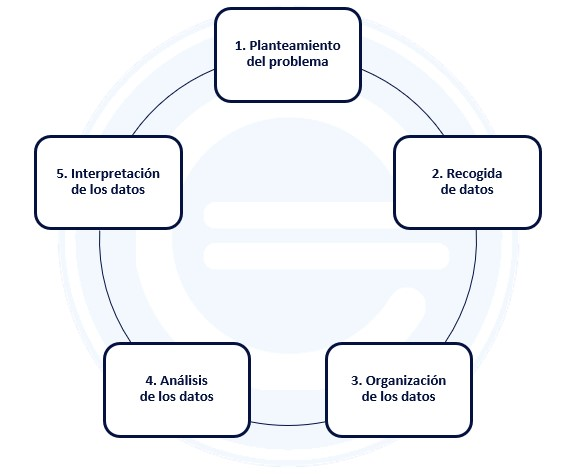 1. Planteamiento
del problema
2. Recogida
de datos
3. Organización
de los datos
4. Análisis
de los datos
5. Interpretación
de los datos